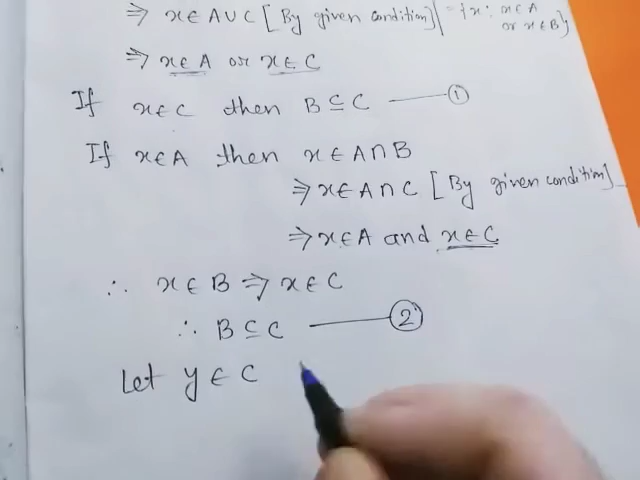 ⇒ x ∈ A ∪ C [By given condition] = {x : x ∈ A
or x ∈ B}
⇒ x ∈ A or x ∈ C
If x ∈ C then B ⊆ C —— ①
If x ∈ A then x ∈ A ∩ B
⇒ x ∈ A ∩ C [By given condition]
⇒ x ∈ A and x ∈ C
∴ x ∈ B ⇒ x ∈ C
∴ B ⊆ C —— ②
Let y ∈ C